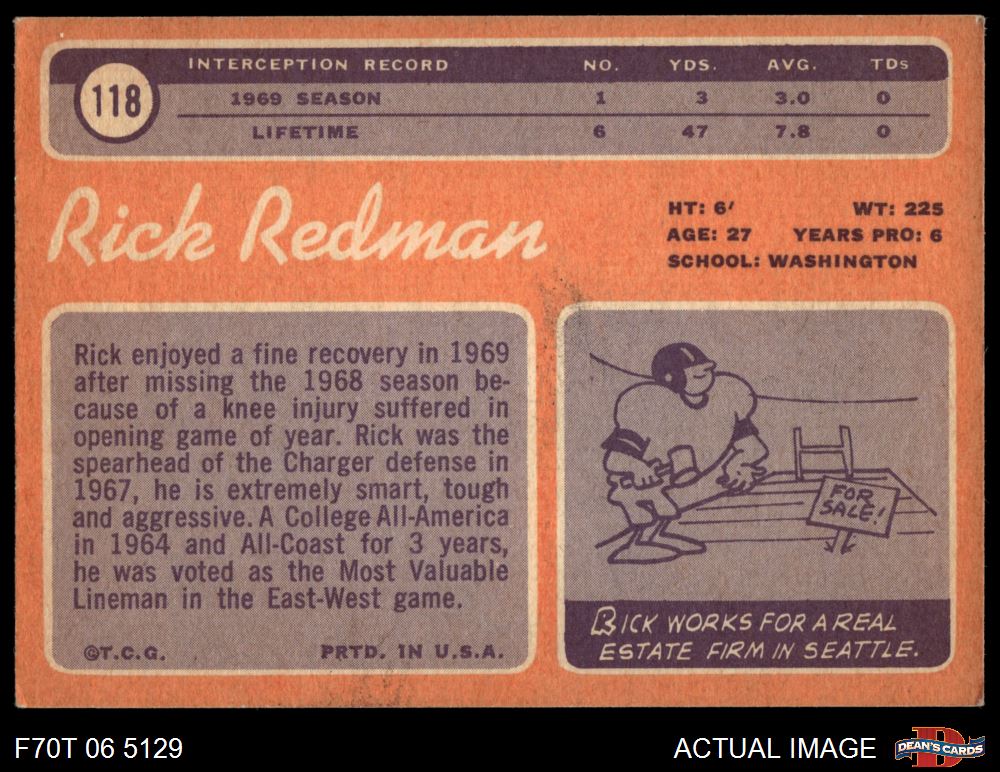 118
INTERCEPTION RECORD NO. YDS. AVG. TDs
1969 SEASON 1 3 3.0 0
LIFETIME 6 47 7.8 0
Rick Redman
HT: 6' WT: 225
AGE: 27 YEARS PRO: 6
SCHOOL: WASHINGTON
Rick enjoyed a fine recovery in 1969
after missing the 1968 season be-
cause of a knee injury suffered in
opening game of year. Rick was the
spearhead of the Charger defense in
1967, he is extremely smart, tough
and aggressive. A College All-America
in 1964 and All-Coast for 3 years,
he was voted as the Most Valuable
Lineman in the East-West game.
©T.C.G. PRTD. IN U.S.A.
FOR
SALE!
RICK WORKS FOR A REAL
ESTATE FIRM IN SEATTLE.
F70T 06 5129
ACTUAL IMAGE
D
DEAN'S CARDS